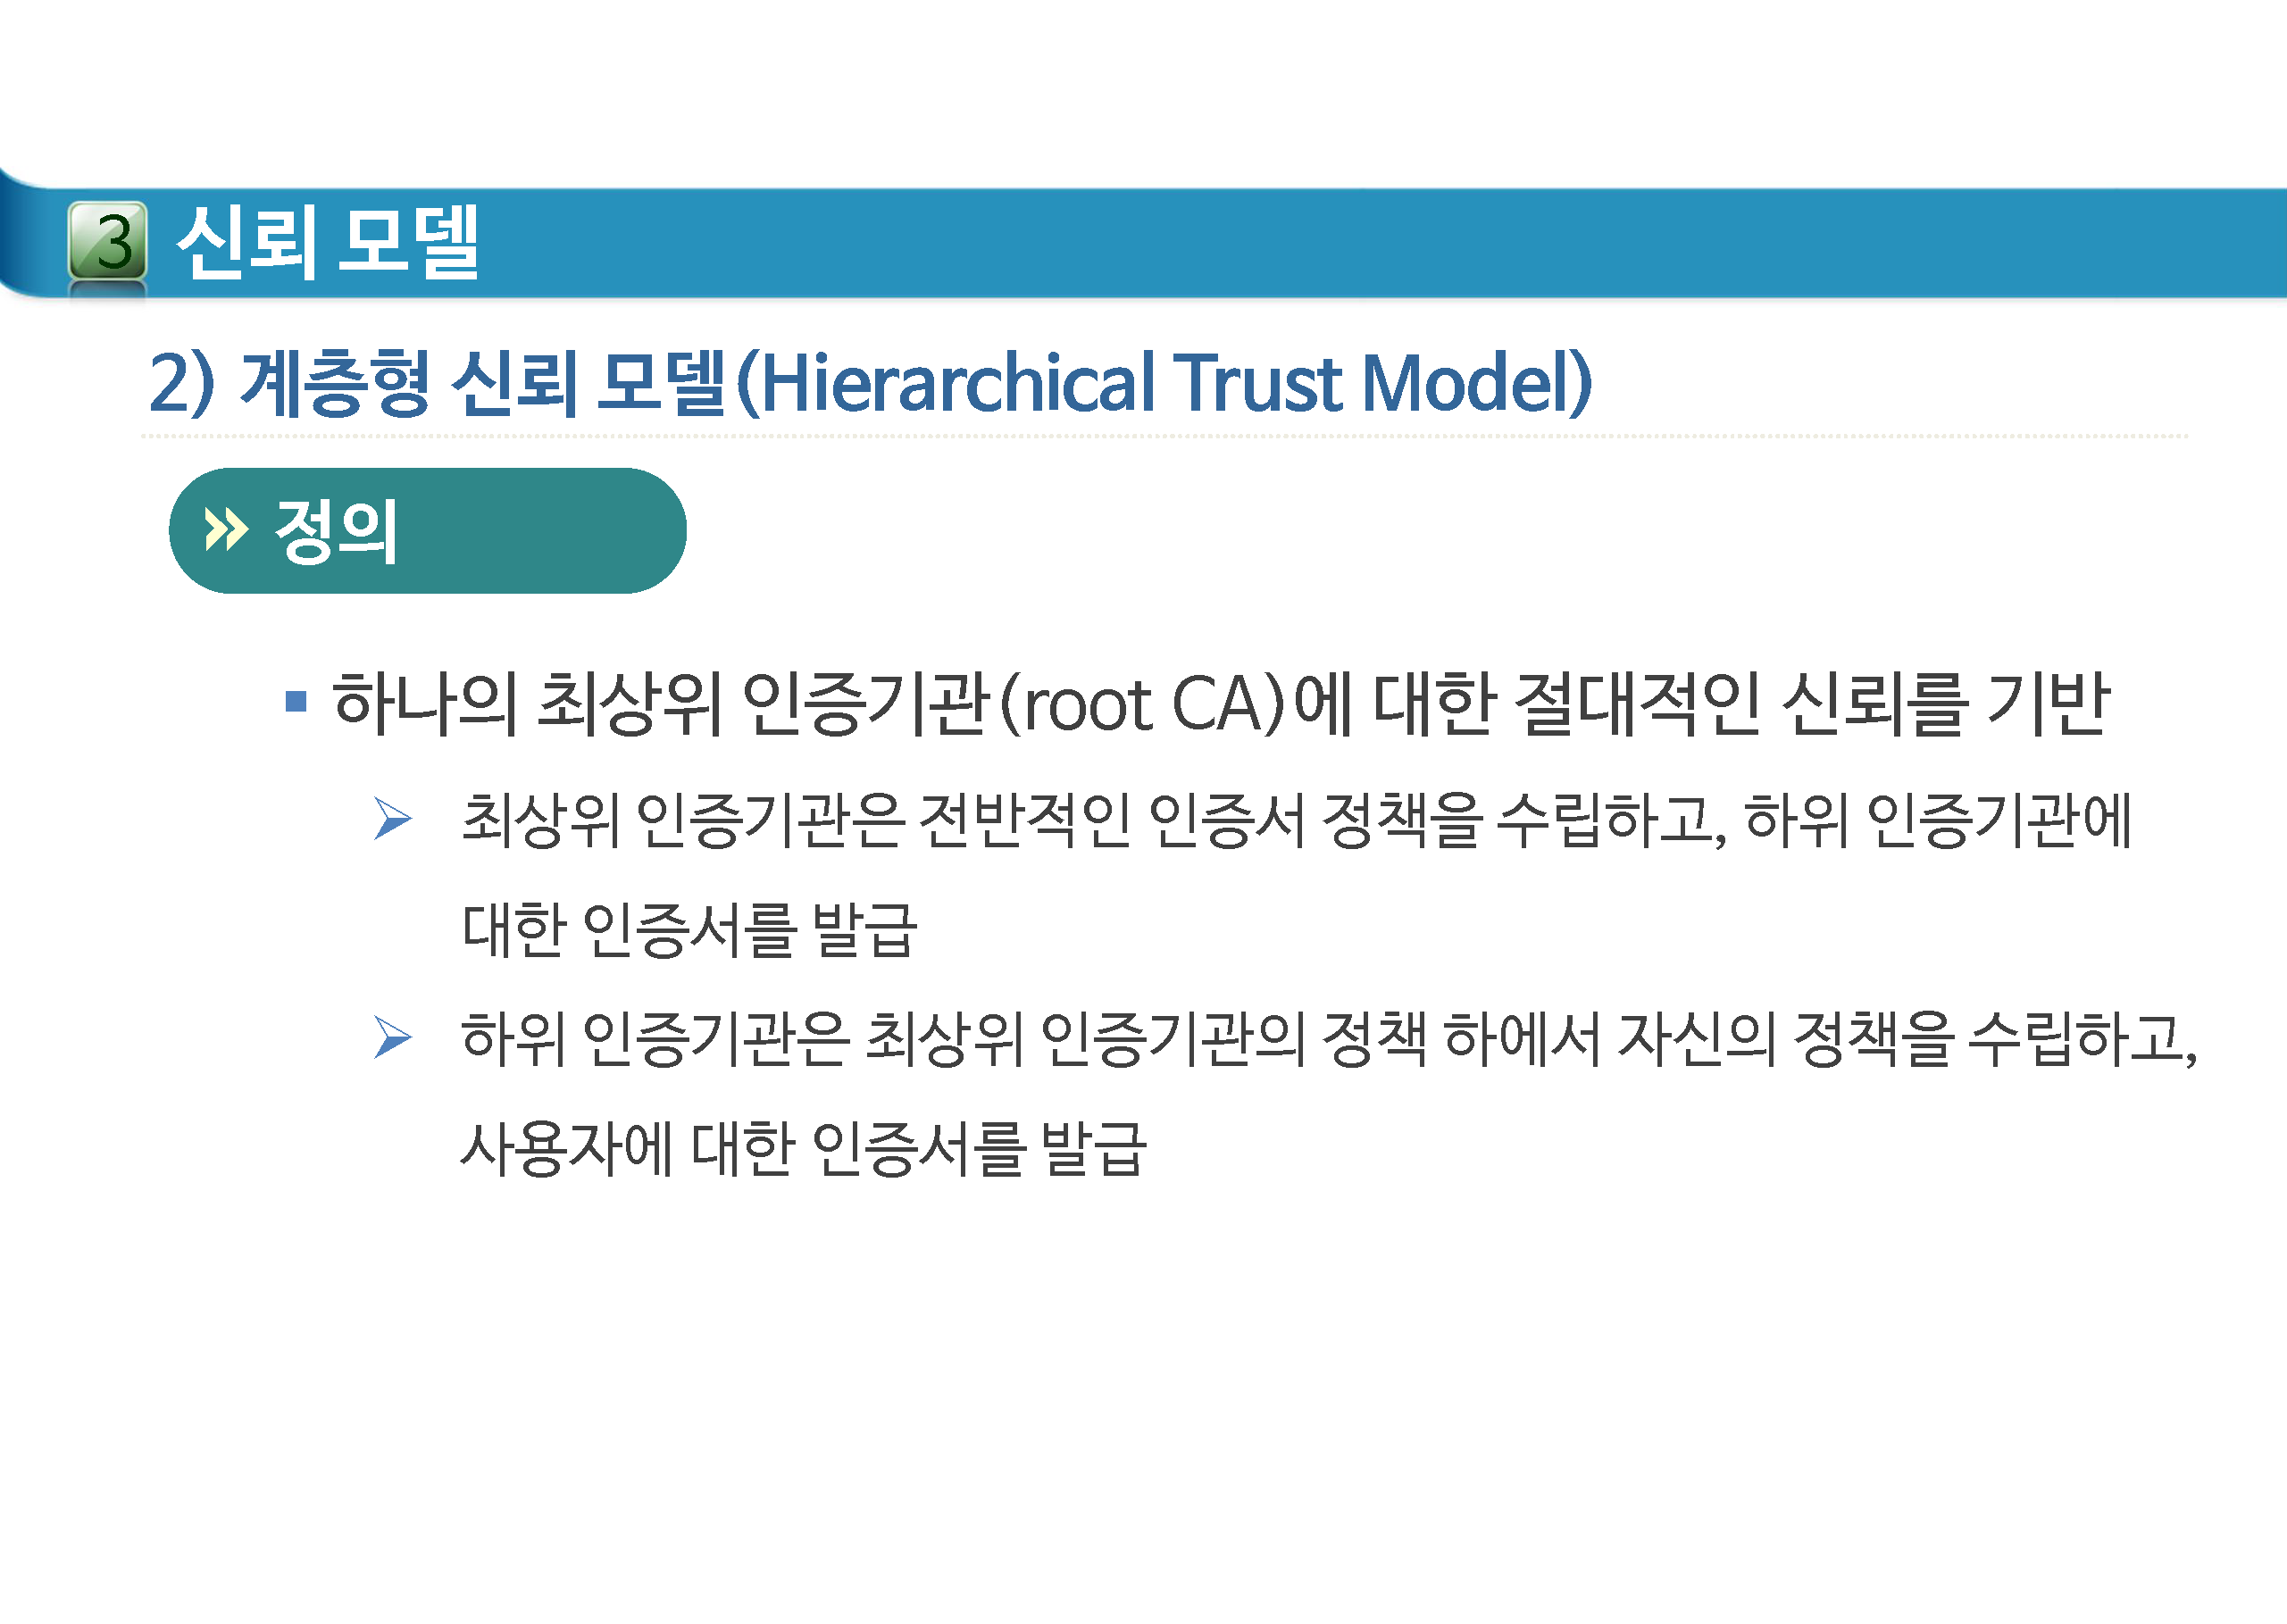 3 신뢰 모델
2) 계층형 신뢰 모델(Hierarchical Trust Model)
» 정의
▪ 하나의 최상위 인증기관(root CA)에 대한 절대적인 신뢰를 기반
➢ 최상위 인증기관은 전반적인 인증서 정책을 수립하고, 하위 인증기관에
대한 인증서를 발급
➢ 하위 인증기관은 최상위 인증기관의 정책 하에서 자신의 정책을 수립하고,
사용자에 대한 인증서를 발급